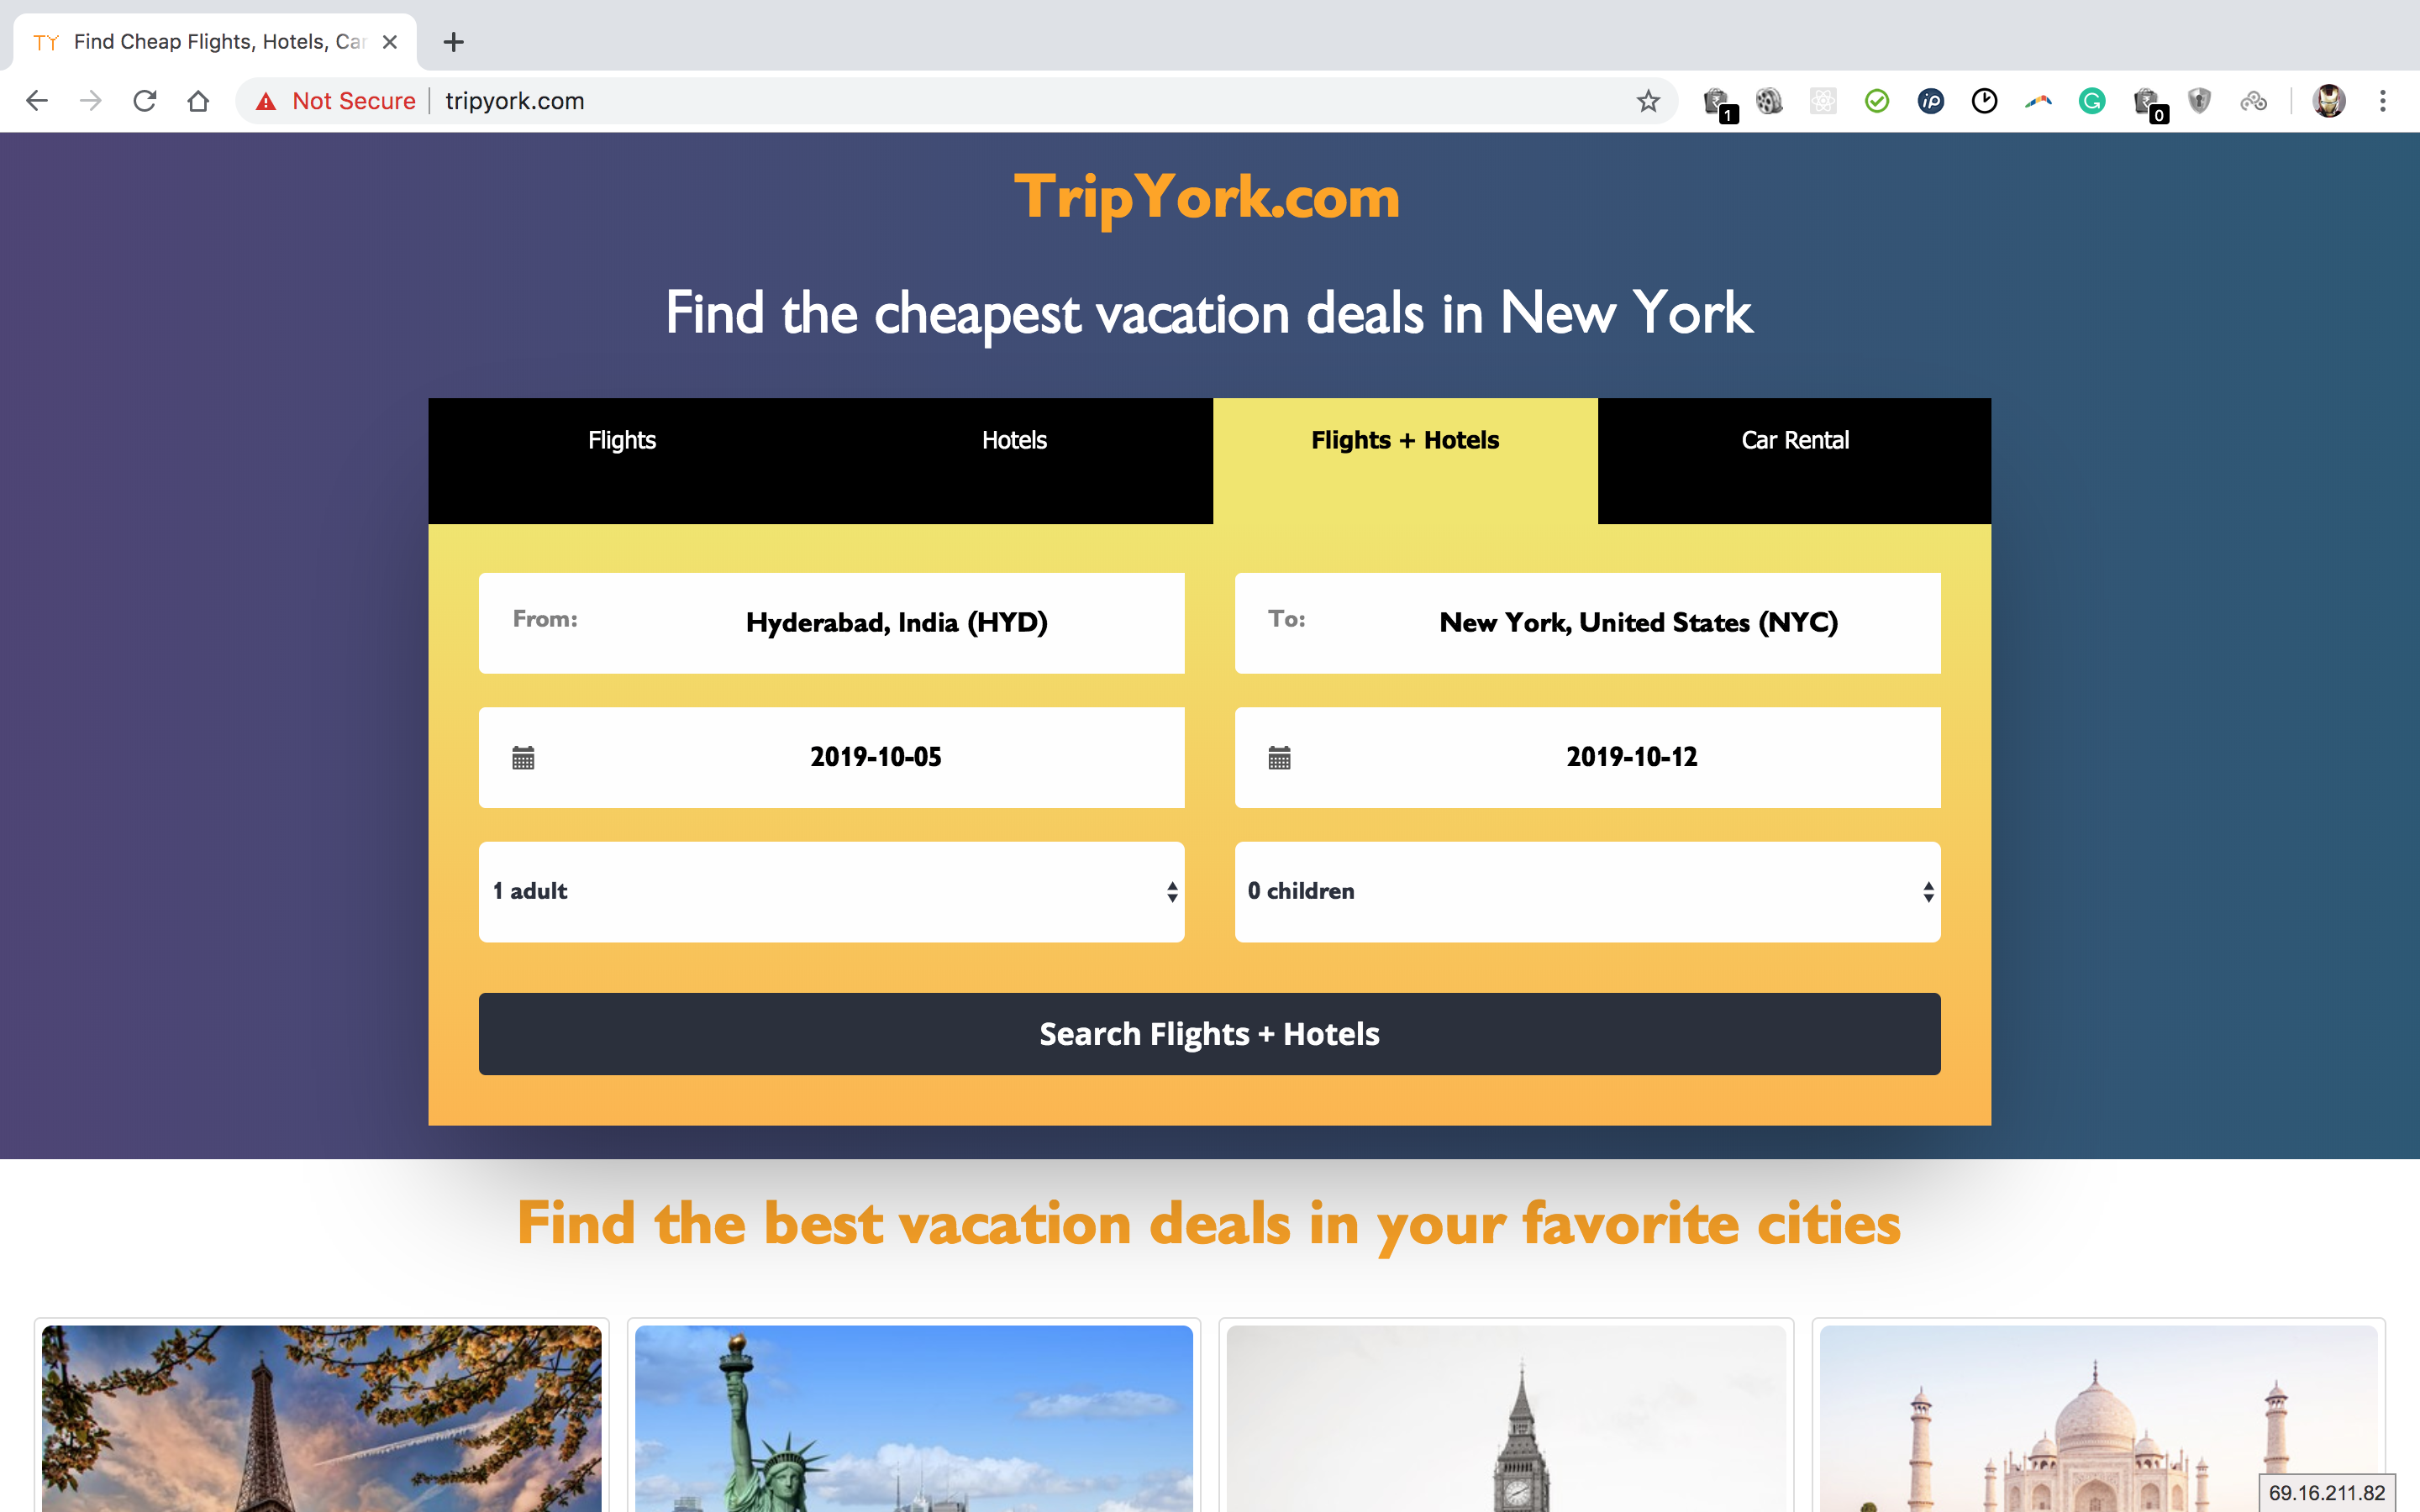 TY Find Cheap Flights, Hotels, Car
Not Secure tripyork.com
1
0
TripYork.com
Find the cheapest vacation deals in New York
Flights
Hotels
Flights + Hotels
Car Rental
From: Hyderabad, India (HYD)
To: New York, United States (NYC)
2019-10-05
2019-10-12
1 adult
0 children
Search Flights + Hotels
Find the best vacation deals in your favorite cities
69.16.211.82